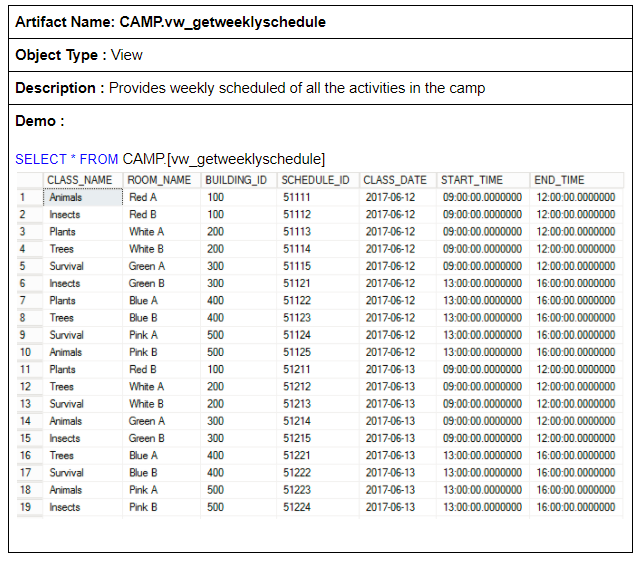 Artifact Name: CAMP.vw_getweeklyschedule
Object Type : View
Description : Provides weekly scheduled of all the activities in the camp
Demo :
SELECT * FROM CAMP.[vw_getweeklyschedule]
CLASS_NAME ROOM_NAME BUILDING_ID SCHEDULE_ID CLASS_DATE START_TIME END_TIME
1 Animals Red A 100 51111 2017-06-12 09:00:00.0000000 12:00:00.0000000
2 Insects Red B 100 51112 2017-06-12 09:00:00.0000000 12:00:00.0000000
3 Plants White A 200 51113 2017-06-12 09:00:00.0000000 12:00:00.0000000
4 Trees White B 200 51114 2017-06-12 09:00:00.0000000 12:00:00.0000000
5 Survival Green A 300 51115 2017-06-12 09:00:00.0000000 12:00:00.0000000
6 Insects Green B 300 51121 2017-06-12 13:00:00.0000000 16:00:00.0000000
7 Plants Blue A 400 51122 2017-06-12 13:00:00.0000000 16:00:00.0000000
8 Trees Blue B 400 51123 2017-06-12 13:00:00.0000000 16:00:00.0000000
9 Survival Pink A 500 51124 2017-06-12 13:00:00.0000000 16:00:00.0000000
10 Animals Pink B 500 51125 2017-06-12 13:00:00.0000000 16:00:00.0000000
11 Plants Red B 100 51211 2017-06-13 09:00:00.0000000 12:00:00.0000000
12 Trees White A 200 51212 2017-06-13 09:00:00.0000000 12:00:00.0000000
13 Survival White B 200 51213 2017-06-13 09:00:00.0000000 12:00:00.0000000
14 Animals Green A 300 51214 2017-06-13 09:00:00.0000000 12:00:00.0000000
15 Insects Green B 300 51215 2017-06-13 09:00:00.0000000 12:00:00.0000000
16 Trees Blue A 400 51221 2017-06-13 13:00:00.0000000 16:00:00.0000000
17 Survival Blue B 400 51222 2017-06-13 13:00:00.0000000 16:00:00.0000000
18 Animals Pink A 500 51223 2017-06-13 13:00:00.0000000 16:00:00.0000000
19 Insects Pink B 500 51224 2017-06-13 13:00:00.0000000 16:00:00.0000000